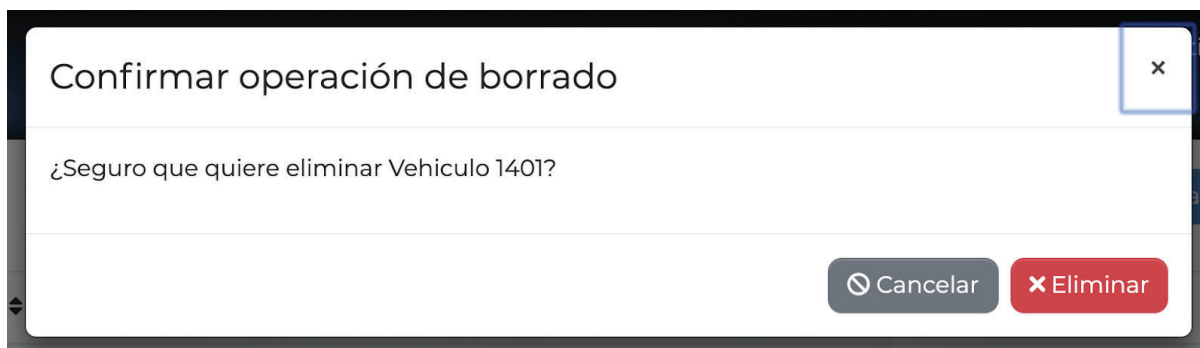 Confirmar operación de borrado
×
¿Seguro que quiere eliminar Vehiculo 1401?
Cancelar
Eliminar